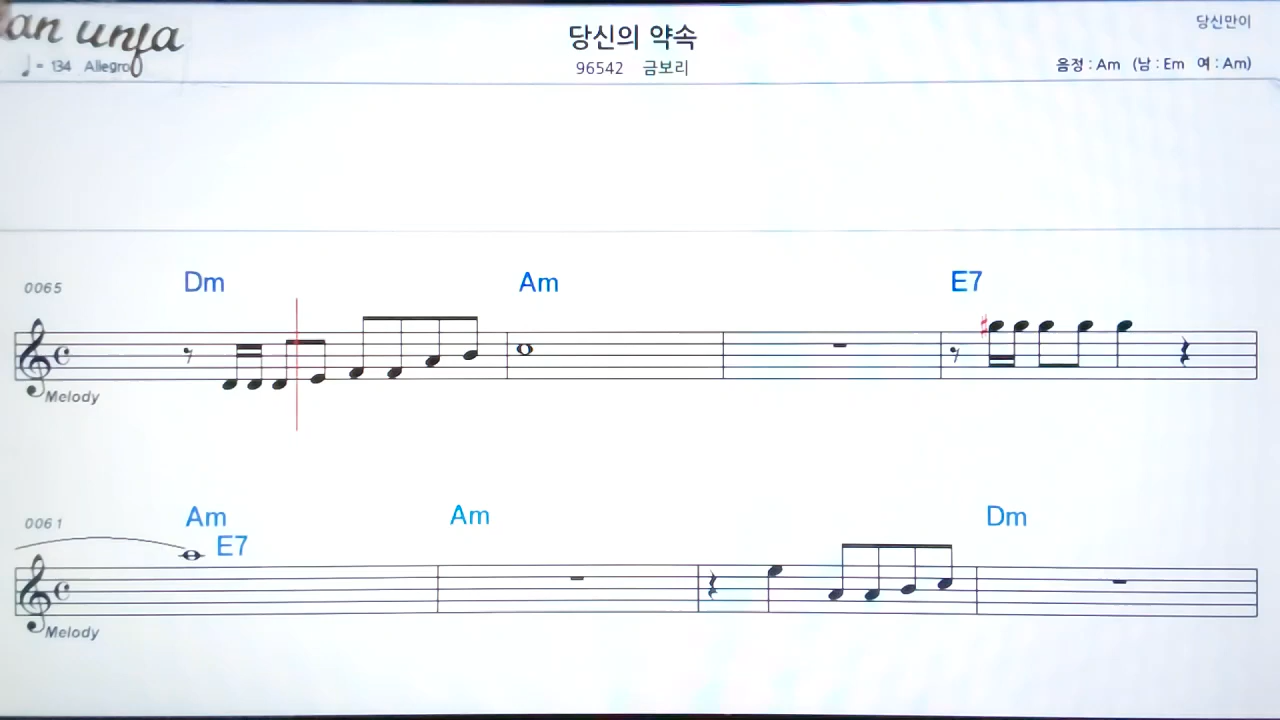 an unfa
당신의 약속
당신만이
♩= 134 Allegro
96542 금보리
음정 : Am (남 : Em 여 : Am)
Dm Am E7
0065
Melody
Am Am Dm
0061
E7
Melody